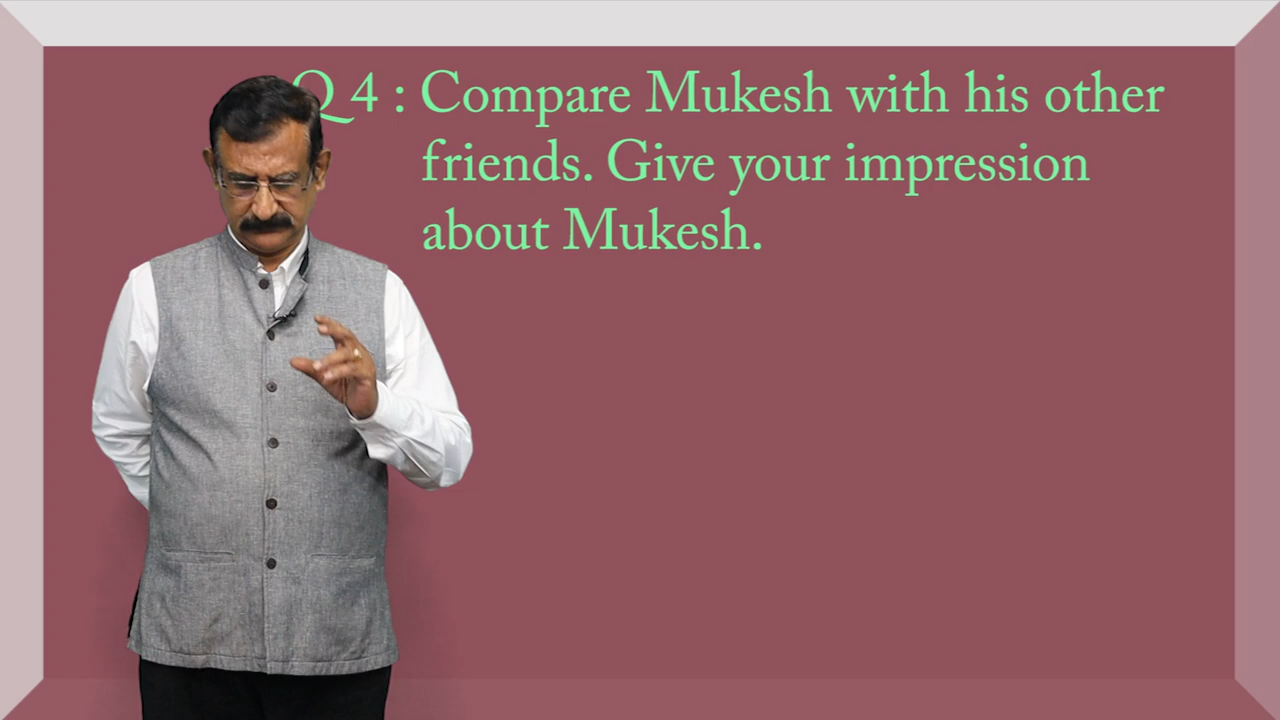 Q 4 : Compare Mukesh with his other
friends. Give your impression
about Mukesh.